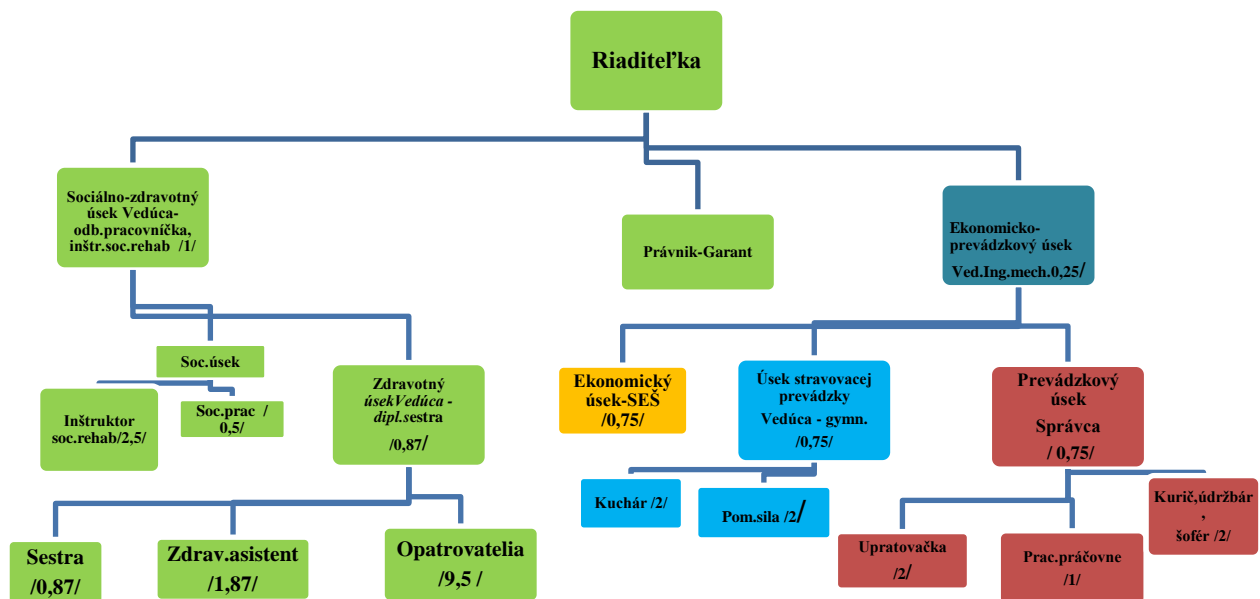 Riaditeľka
Sociálno-zdravotný
úsek Vedúca-
odb.pracovníčka,
inštr.soc.rehab /1/
Právnik-Garant
Ekonomicko-
prevádzkový úsek
Ved.Ing.mech.0,25/
Soc.úsek
Inštruktor
soc.rehab/2,5/
Soc.prac /
0,5/
Zdravotný
úsekVedúca -
dipl.sestra
/0,87/
Ekonomický
úsek-SEŠ
/0,75/
Úsek stravovacej
prevádzky
Vedúca - gymn.
/0,75/
Prevádzkový
úsek
Správca
/ 0,75/
Kuchár /2/
Pom.sila /2/
Kurič,údržbár
,
šofér /2/
Sestra
/0,87/
Zdrav.asistent
/1,87/
Opatrovatelia
/9,5 /
Upratovačka
/2/
Prac.práčovne
/1/